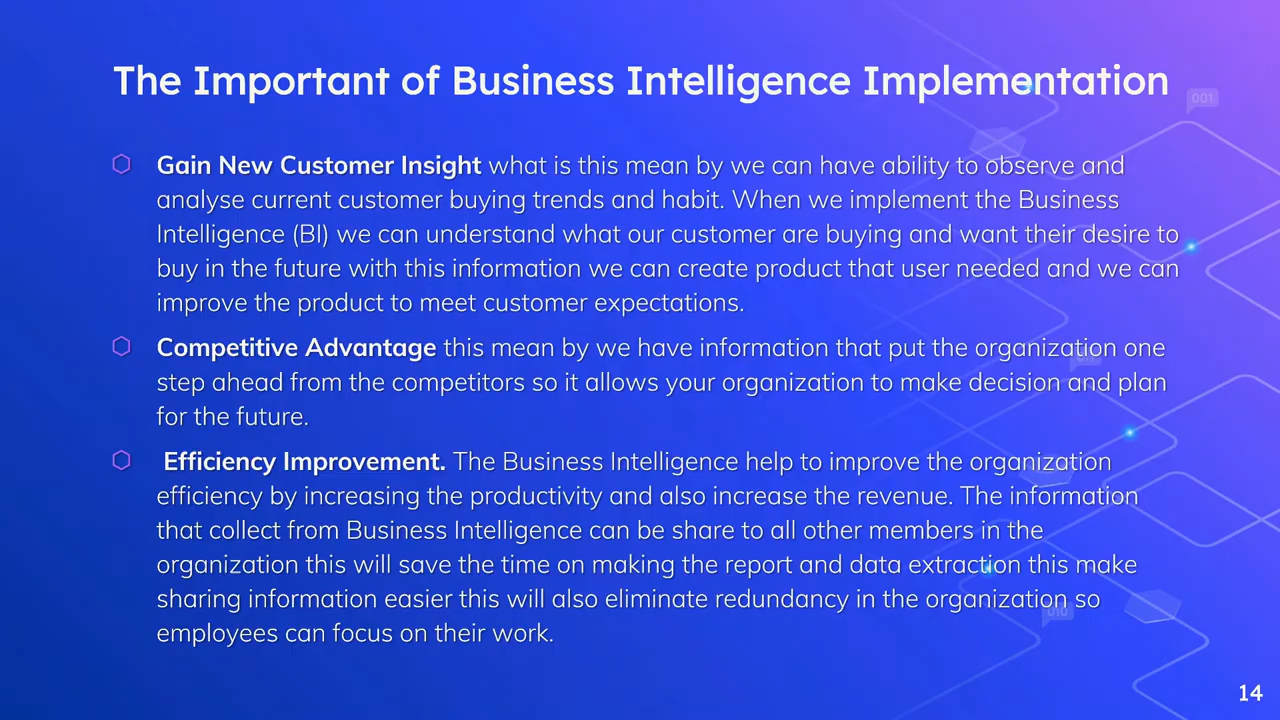 The Important of Business Intelligence Implementation
001
Gain New Customer Insight what is this mean by we can have ability to observe and
analyse current customer buying trends and habit. When we implement the Business
Intelligence (BI) we can understand what our customer are buying and want their desire to
buy in the future with this information we can create product that user needed and we can
improve the product to meet customer expectations.
Competitive Advantage this mean by we have information that put the organization one
step ahead from the competitors so it allows your organization to make decision and plan
for the future.
Efficiency Improvement. The Business Intelligence help to improve the organization
efficiency by increasing the productivity and also increase the revenue. The information
that collect from Business Intelligence can be share to all other members in the
organization this will save the time on making the report and data extraction this make
sharing information easier this will also eliminate redundancy in the organization so
010
employees can focus on their work.
14